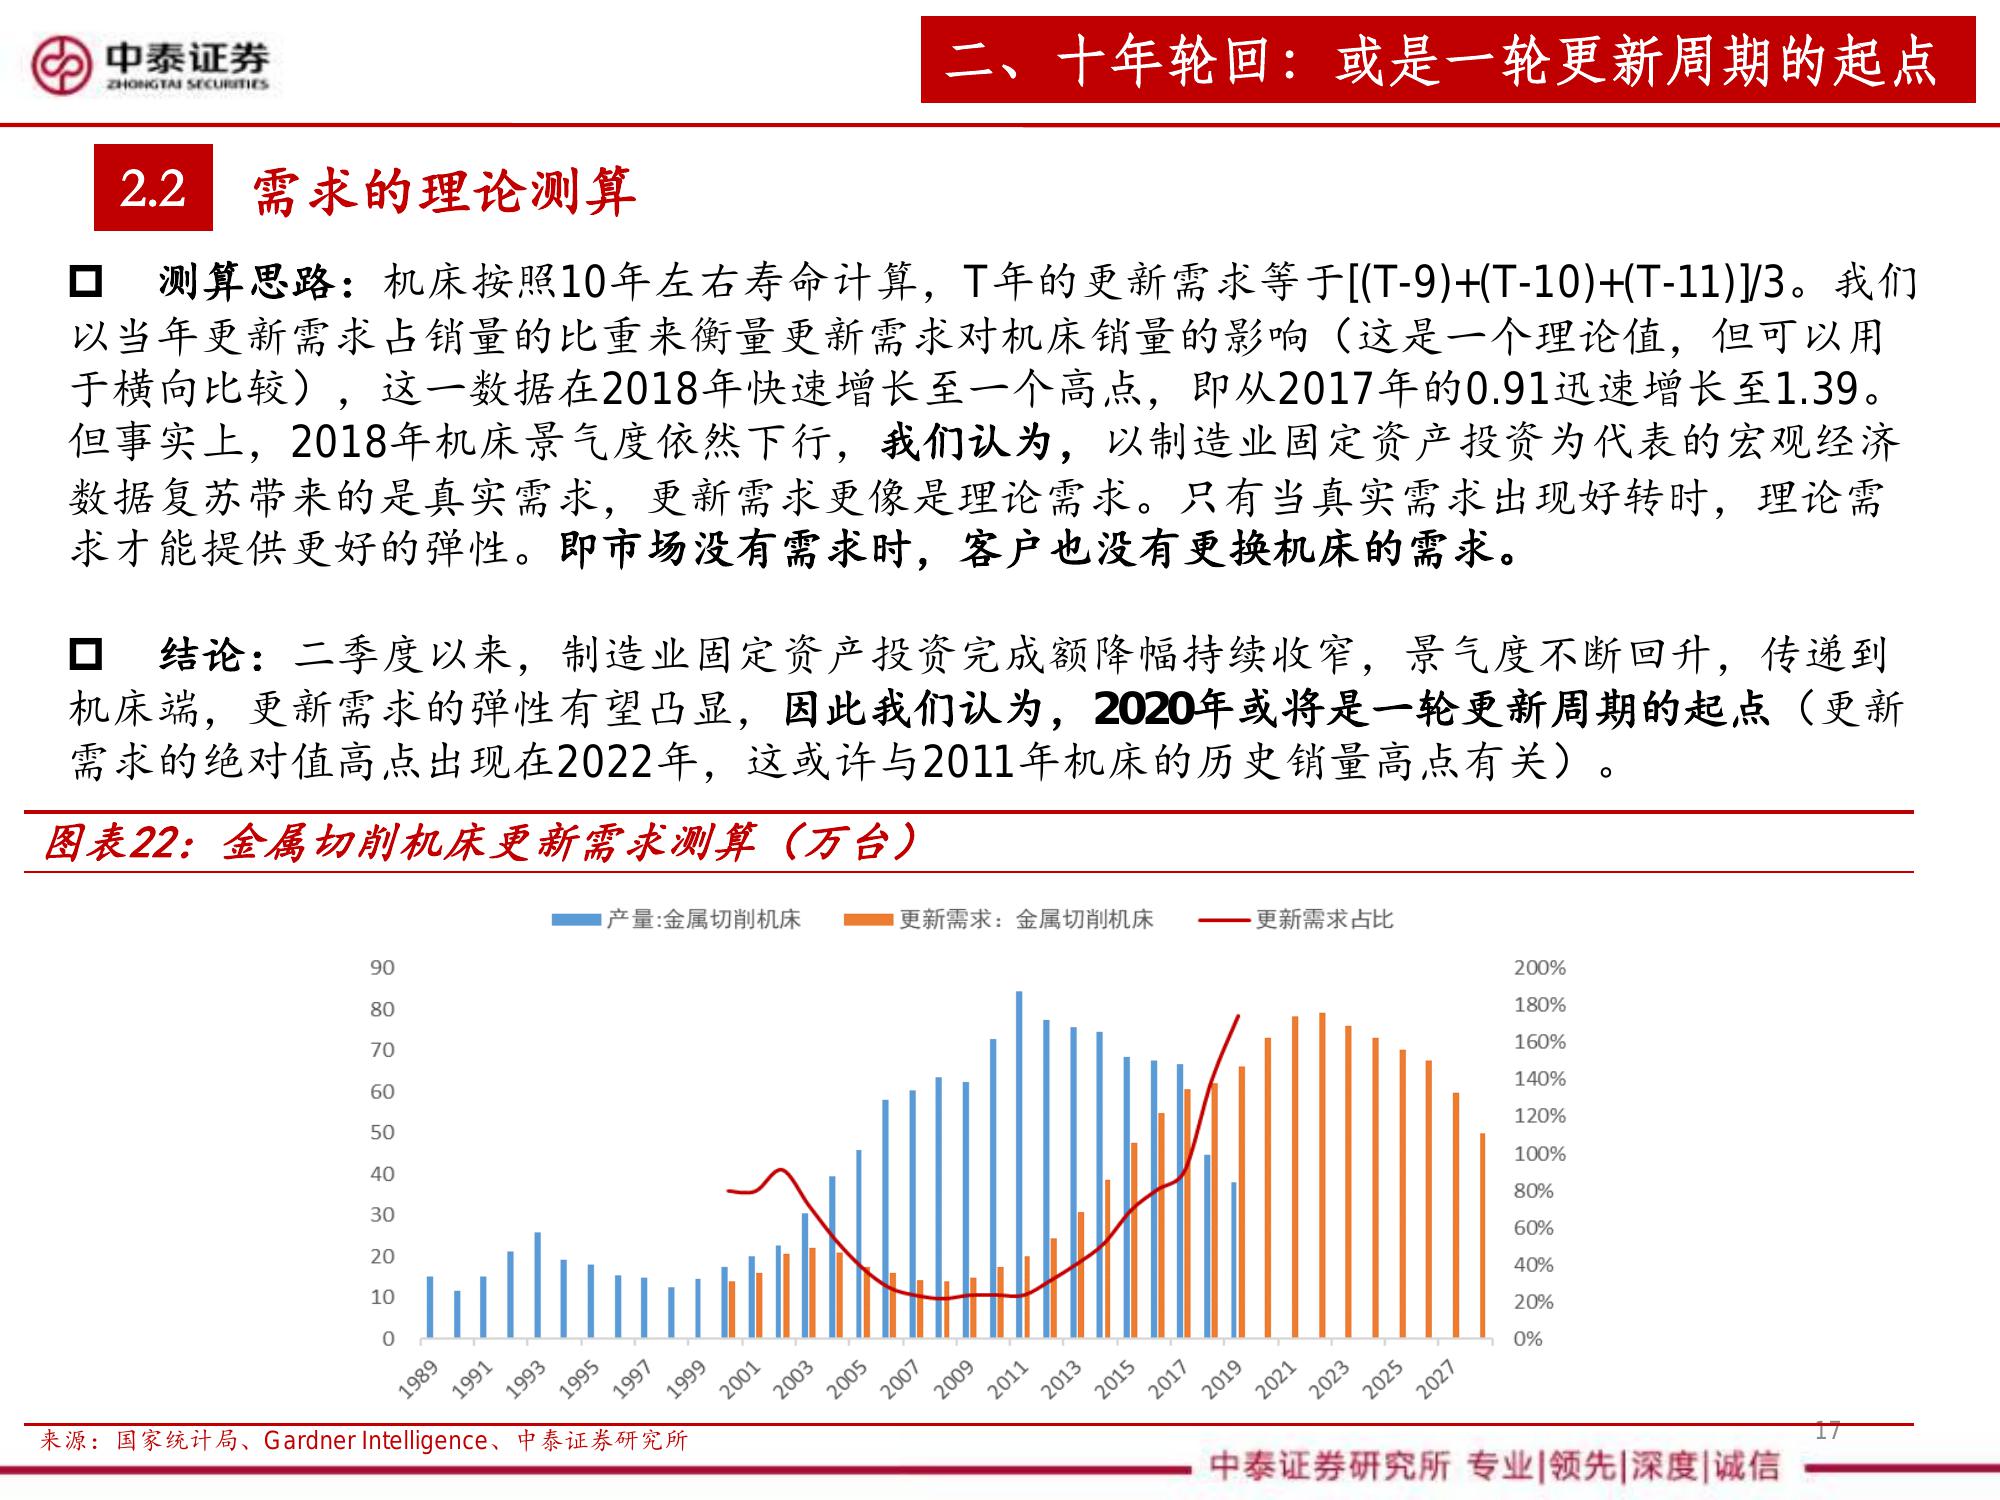 中泰证券
ZHONGTAI SECURITIES
二、十年轮回：或是一轮更新周期的起点
2.2 需求的理论测算
测算思路：机床按照10年左右寿命计算，T年的更新需求等于[(T-9)+(T-10)+(T-11)]/3。我们
以当年更新需求占销量的比重来衡量更新需求对机床销量的影响（这是一个理论值，但可以用
于横向比较），这一数据在2018年快速增长至一个高点，即从2017年的0.91迅速增长至1.39。
但事实上，2018年机床景气度依然下行，我们认为，以制造业固定资产投资为代表的宏观经济
数据复苏带来的是真实需求，更新需求更像是理论需求。只有当真实需求出现好转时，理论需
求才能提供更好的弹性。即市场没有需求时，客户也没有更换机床的需求。
结论：二季度以来，制造业固定资产投资完成额降幅持续收窄，景气度不断回升，传递到
机床端，更新需求的弹性有望凸显，因此我们认为，2020年或将是一轮更新周期的起点（更新
需求的绝对值高点出现在2022年，这或许与2011年机床的历史销量高点有关）。
图表22：金属切削机床更新需求测算（万台）
产量:金属切削机床 更新需求：金属切削机床 更新需求占比
90 200%
80 180%
70 160%
60 140%
50 120%
40 100%
30 80%
20 60%
10 40%
0 20%
0%
1989 1991 1993 1995 1997 1999 2001 2003 2005 2007 2009 2011 2013 2015 2017 2019 2021 2023 2025 2027
来源：国家统计局、Gardner Intelligence、中泰证券研究所
17
中泰证券研究所 专业|领先|深度|诚信